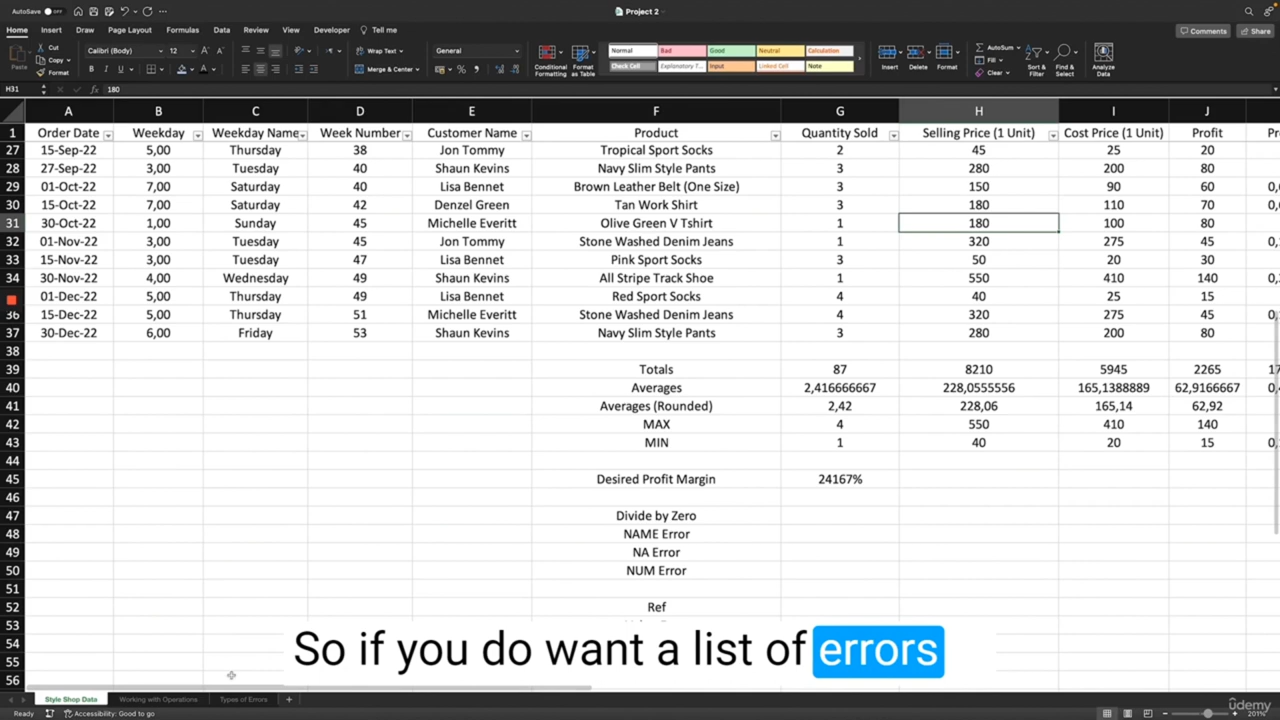 AutoSave
Project 2
Home Insert Draw Page Layout Formulas Data Review View Developer Tell me
Comments Share
Paste
Cut
Copy
Format
Calibri (Body) 12
Wrap Text
Merge & Center
General
Conditional Formatting
Format as Table
Normal Bad Good Neutral Calculation
Check Cell Explanatory T... Input Linked Cell Note
Insert Delete Format
AutoSum
Fill
Clear
Sort & Filter
Find & Select
Analyze Data
H31 fx 180
A B C D E F G H I J
1 Order Date Weekday Weekday Name Week Number Customer Name Product Quantity Sold Selling Price (1 Unit) Cost Price (1 Unit) Profit
27 15-Sep-22 5,00 Thursday 38 Jon Tommy Tropical Sport Socks 2 45 25 20
28 27-Sep-22 3,00 Tuesday 40 Shaun Kevins Navy Slim Style Pants 3 280 200 80
29 01-Oct-22 7,00 Saturday 40 Lisa Bennet Brown Leather Belt (One Size) 3 150 90 60
30 15-Oct-22 7,00 Saturday 42 Denzel Green Tan Work Shirt 3 180 110 70
31 30-Oct-22 1,00 Sunday 45 Michelle Everitt Olive Green V Tshirt 1 180 100 80
32 01-Nov-22 3,00 Tuesday 45 Jon Tommy Stone Washed Denim Jeans 1 320 275 45
33 15-Nov-22 3,00 Tuesday 47 Lisa Bennet Pink Sport Socks 3 50 20 30
34 30-Nov-22 4,00 Wednesday 49 Shaun Kevins All Stripe Track Shoe 1 550 410 140
01-Dec-22 5,00 Thursday 49 Lisa Bennet Red Sport Socks 4 40 25 15
36 15-Dec-22 5,00 Thursday 51 Michelle Everitt Stone Washed Denim Jeans 4 320 275 45
37 30-Dec-22 6,00 Friday 53 Shaun Kevins Navy Slim Style Pants 3 280 200 80
38
39 Totals 87 8210 5945 2265
40 Averages 2,416666667 228,0555556 165,1388889 62,9166667
41 Averages (Rounded) 2,42 228,06 165,14 62,92
42 MAX 4 550 410 140
43 MIN 1 40 20 15
44
45 Desired Profit Margin 24167%
46
47 Divide by Zero
48 NAME Error
49 NA Error
50 NUM Error
51
52 Ref
53
54
55
56
So if you do want a list of errors
Style Shop Data Working with Operations Types of Errors +
Ready Accessibility: Good to go
201%
udemy